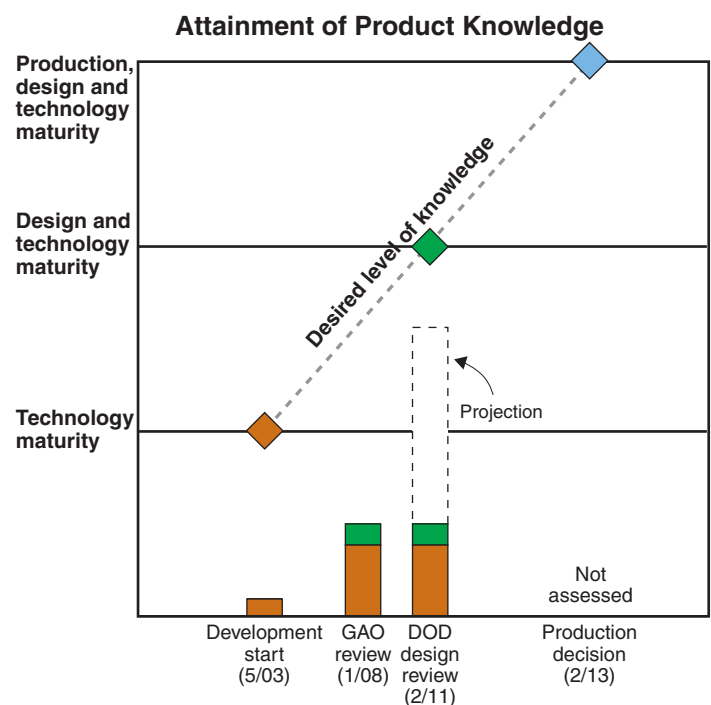 Attainment of Product Knowledge
Production,
design and
technology
maturity
Design and
technology
maturity
Desired level of knowledge
Technology
maturity
Projection
Not
assessed
Development
start
(5/03)
GAO
review
(1/08)
DOD
design
review
(2/11)
Production
decision
(2/13)